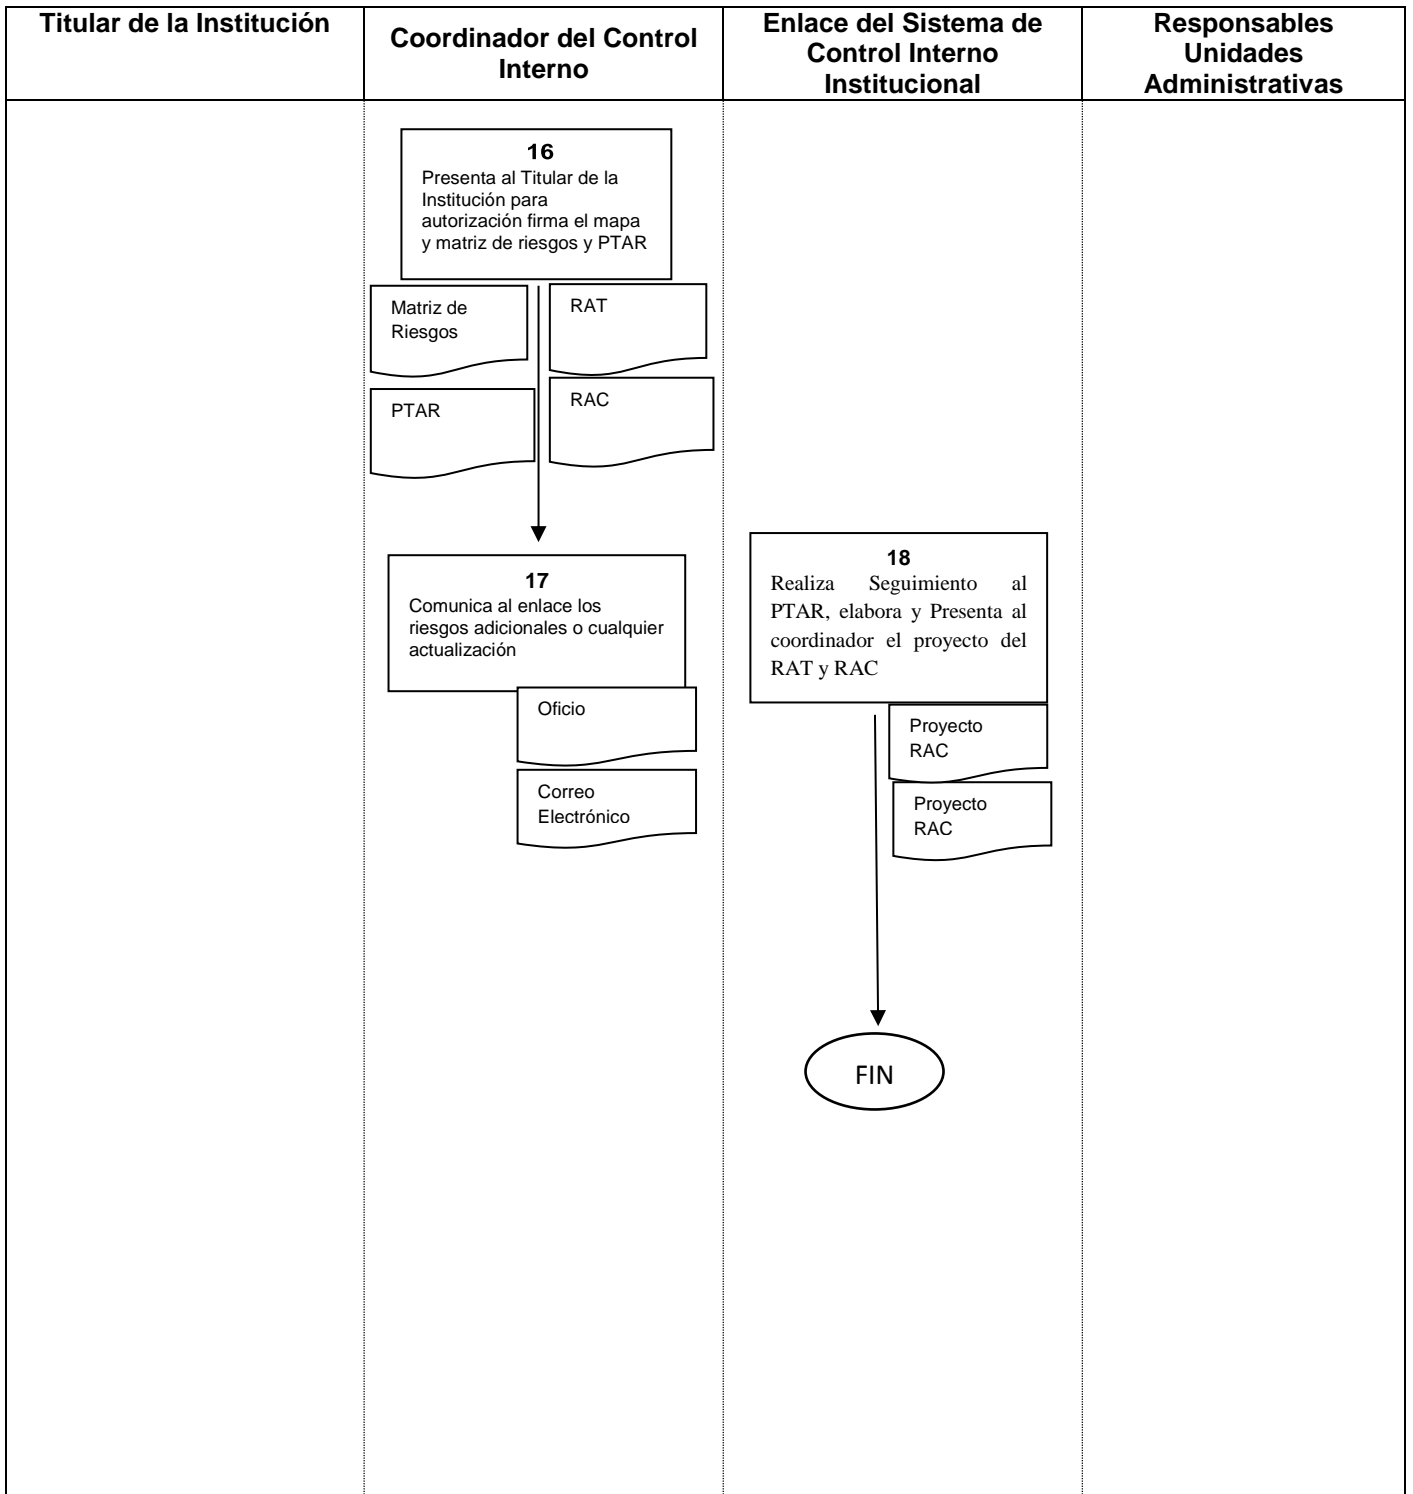 Titular de la Institución
Coordinador del Control
Interno
Enlace del Sistema de
Control Interno
Institucional
Responsables
Unidades
Administrativas
16
Presenta al Titular de la
Institución para
autorización firma el mapa
y matriz de riesgos y PTAR
Matriz de
Riesgos
RAT
PTAR
RAC
17
Comunica al enlace los
riesgos adicionales o cualquier
actualización
Oficio
Correo
Electrónico
18
Realiza Seguimiento al
PTAR, elabora y Presenta al
coordinador el proyecto del
RAT y RAC
Proyecto
RAC
Proyecto
RAC
FIN